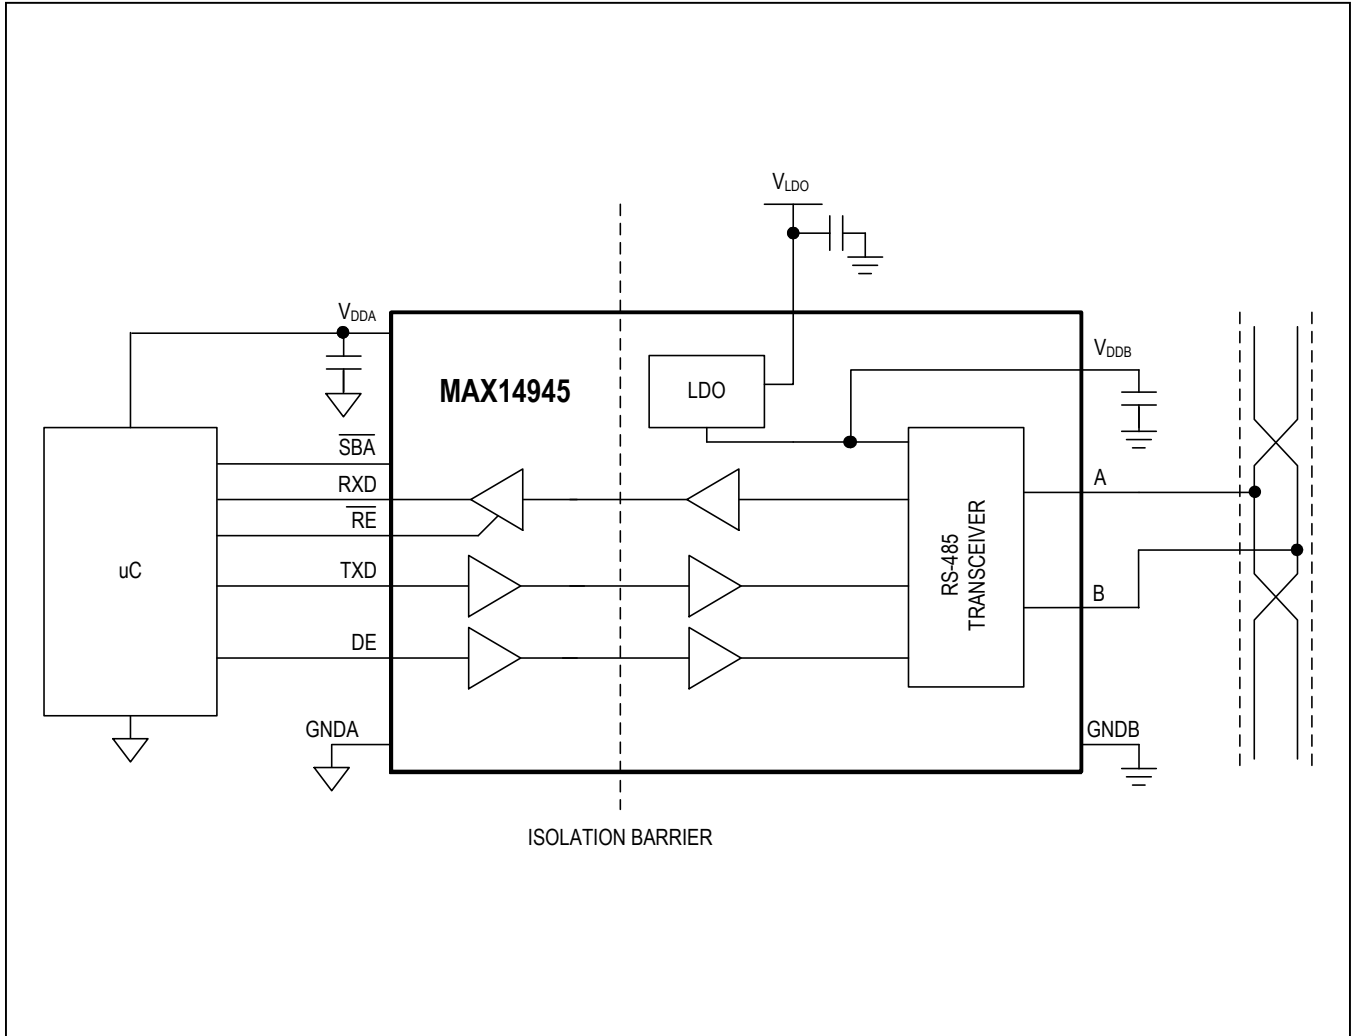 VLDO
VDDA
VDDB
MAX14945
LDO
SBA
RXD
RE
TXD
DE
uC
RS-485
TRANSCEIVER
A
B
GNDA
GNDB
ISOLATION BARRIER